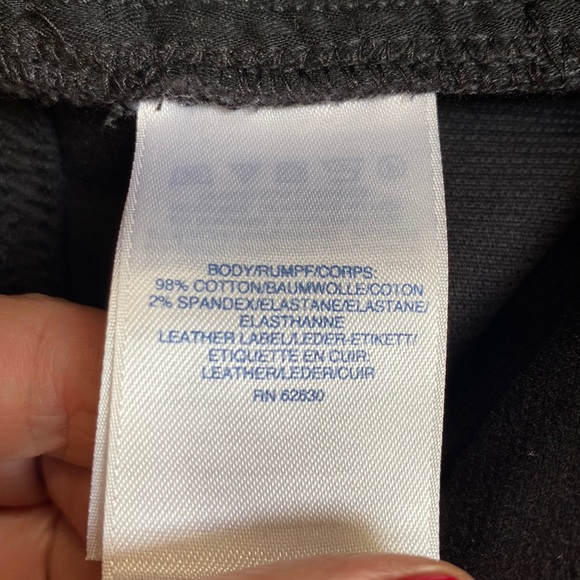 BODY/RUMPF/CORPS:
98% COTTON/BAUMWOLLE/COTON
2% SPANDEX/ELASTANE/ELASTANE/
ELASTHANNE
LEATHER LABEL/LEDER-ETIKETT/
ETIQUETTE EN CUIR:
LEATHER/LEDER/CUIR
RN 62830